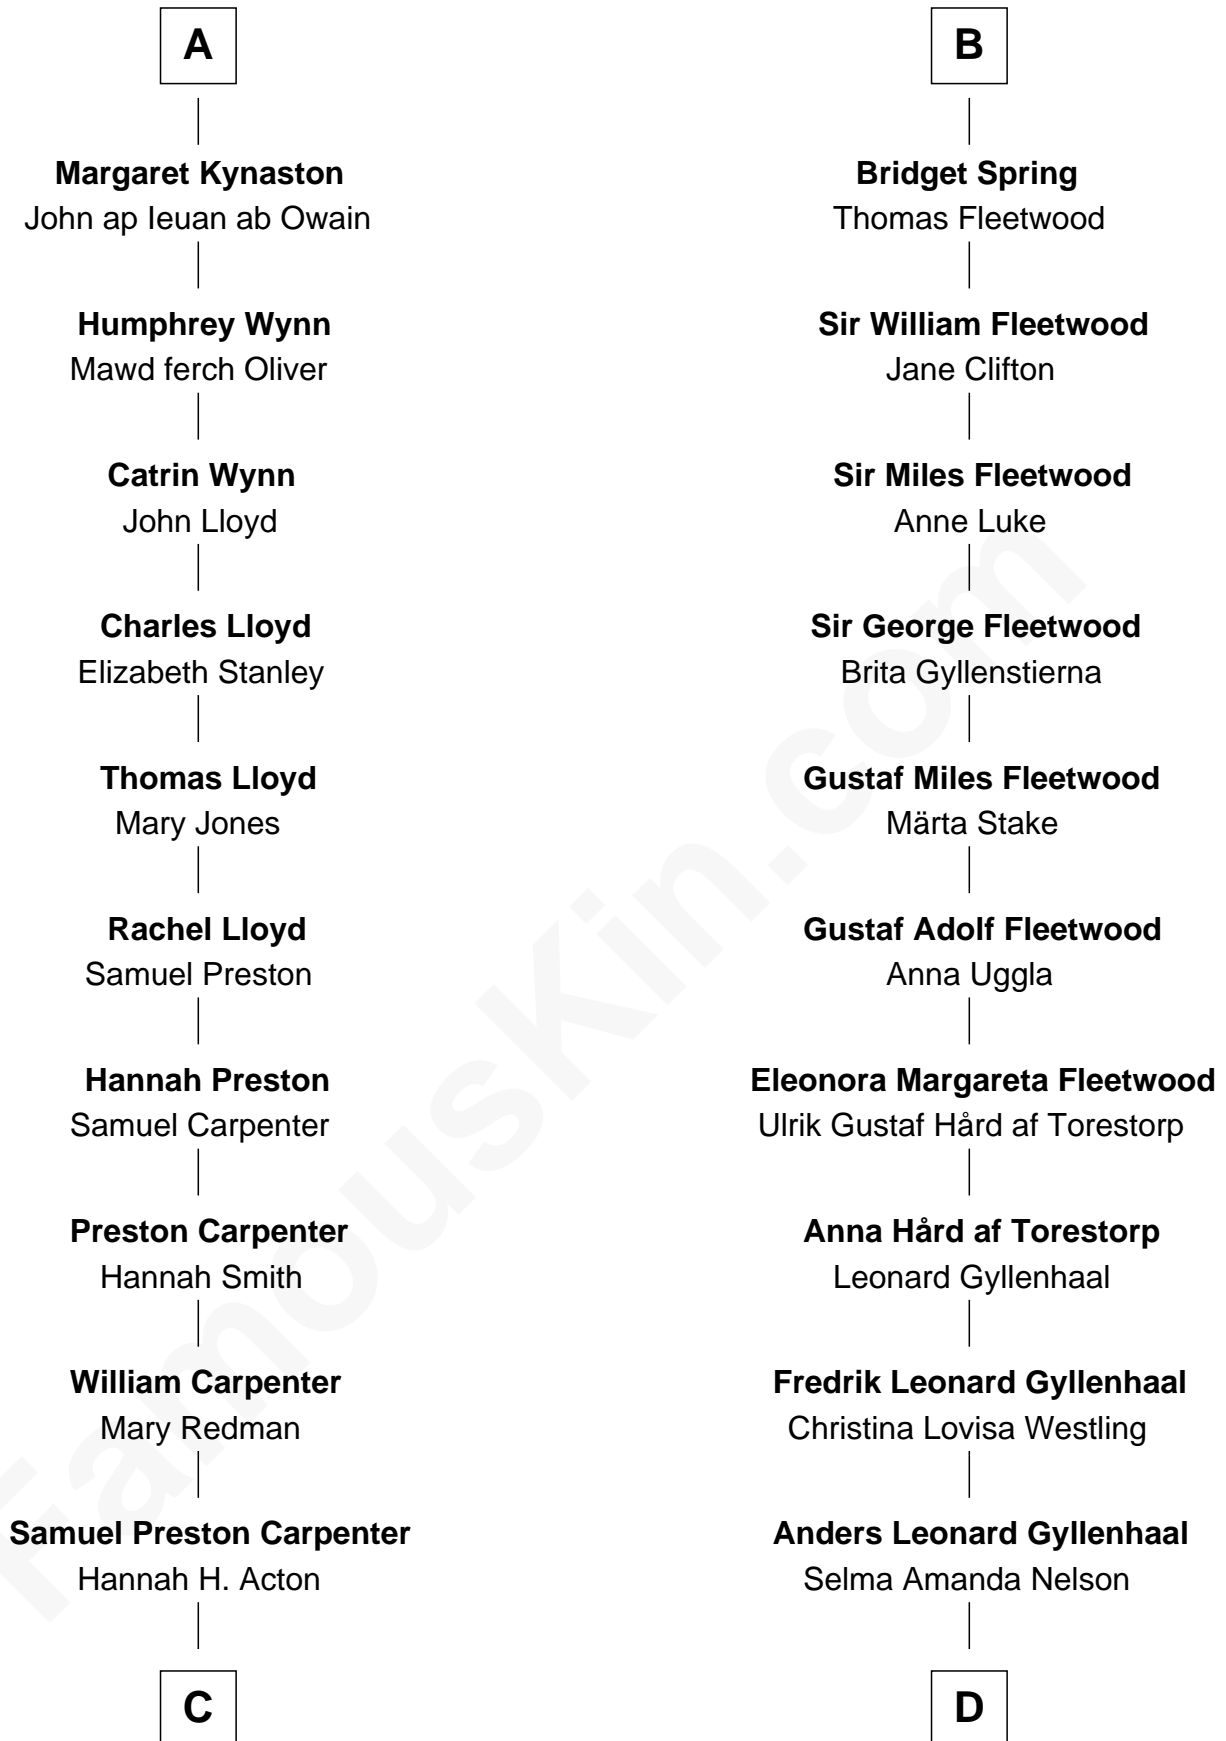 A
Margaret Kynaston
John ap Ieuan ab Owain
Humphrey Wynn
Mawd ferch Oliver
Catrin Wynn
John Lloyd
Charles Lloyd
Elizabeth Stanley
Thomas Lloyd
Mary Jones
Rachel Lloyd
Samuel Preston
Hannah Preston
Samuel Carpenter
Preston Carpenter
Hannah Smith
William Carpenter
Mary Redman
Samuel Preston Carpenter
Hannah H. Acton
C
B
Bridget Spring
Thomas Fleetwood
Sir William Fleetwood
Jane Clifton
Sir Miles Fleetwood
Anne Luke
Sir George Fleetwood
Brita Gyllenstierna
Gustaf Miles Fleetwood
Märta Stake
Gustaf Adolf Fleetwood
Anna Uggla
Eleonora Margareta Fleetwood
Ulrik Gustaf Hård af Torestorp
Anna Hård af Torestorp
Leonard Gyllenhaal
Fredrik Leonard Gyllenhaal
Christina Lovisa Westling
Anders Leonard Gyllenhaal
Selma Amanda Nelson
D
FamousKin.com